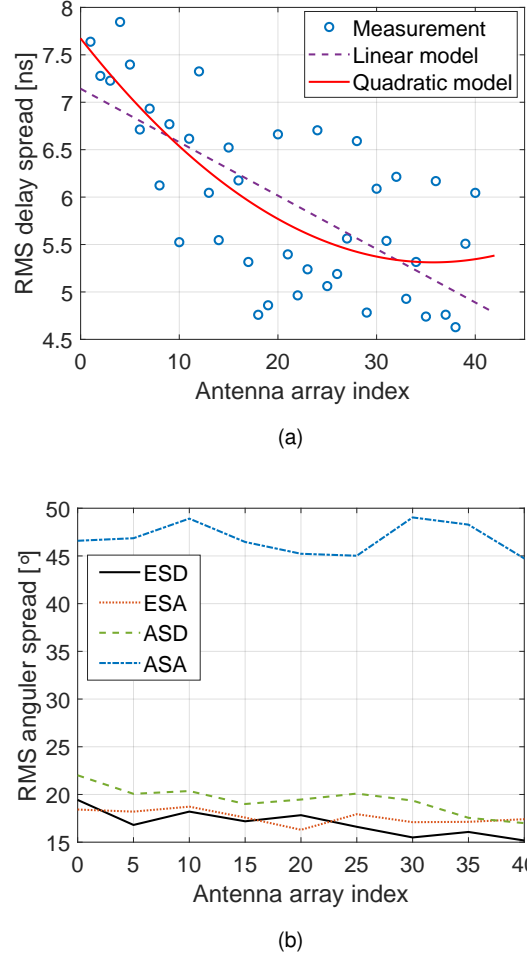 8
7.5
7
6.5
6
5.5
5
4.5
0
10
20
30
40
RMS delay spread [ns]
Antenna array index
Measurement
Linear model
Quadratic model
(a)
50
45
40
35
30
25
20
15
0
5
10
15
20
25
30
35
40
RMS anguler spread [°]
Antenna array index
ESD
ESA
ASD
ASA
(b)